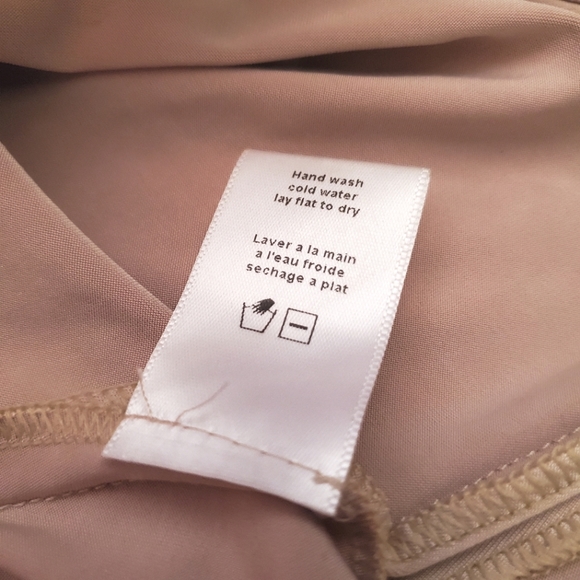 Hand wash
cold water
lay flat to dry
Laver a la main
a l'eau froide
sechage a plat